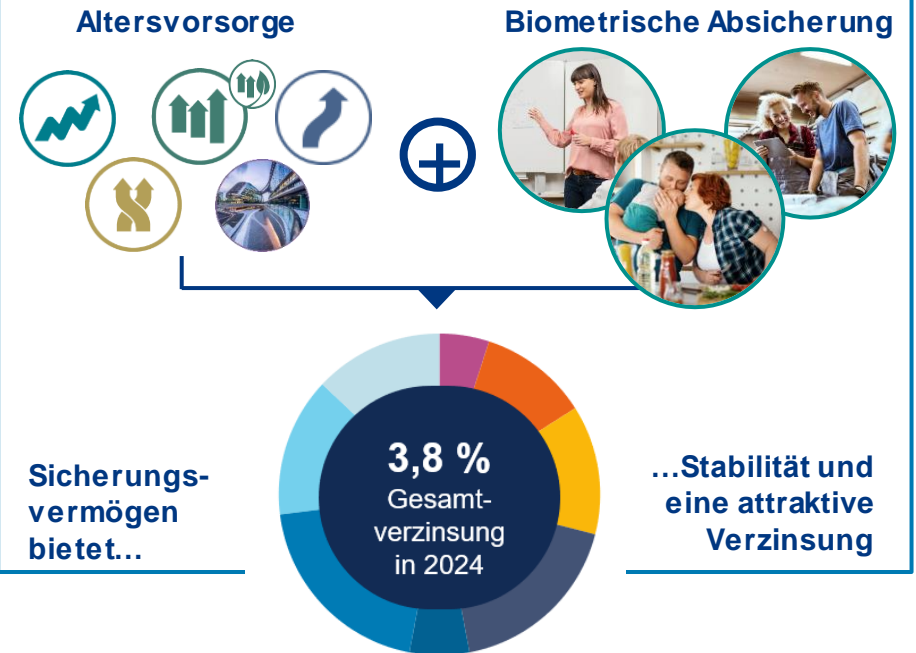 Altersvorsorge
Biometrische Absicherung
3,8 %
Gesamt-
verzinsung
in 2024
Sicherungs-
vermögen
bietet...
...Stabilität und
eine attraktive
Verzinsung